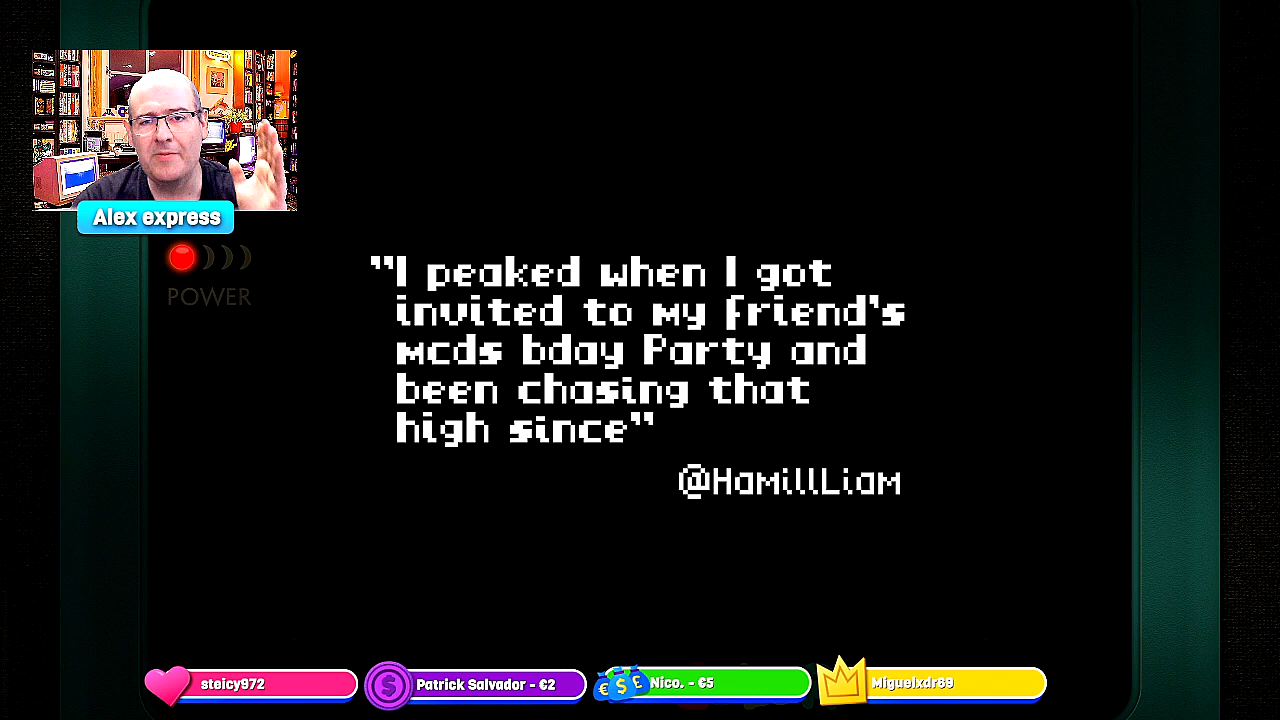 Alex express
POWER
"I peaked when I got
invited to my friend's
mcds bday Party and
been chasing that
high since"
@HamillLiam
steicy972
Patrick Salvador - €2
Nico. - €5
Miguelxdr89